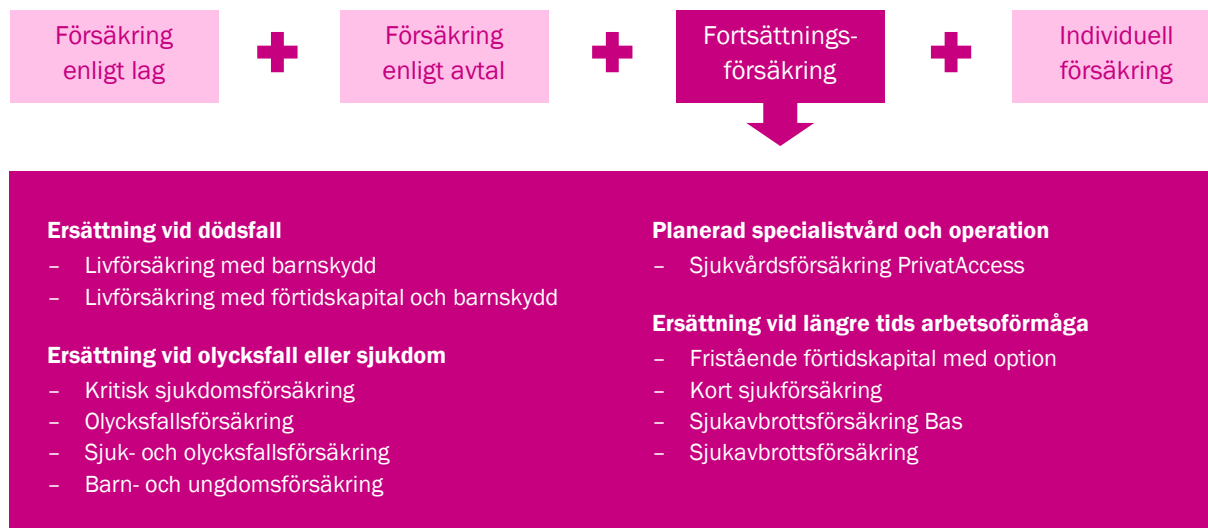 Försäkring
enligt lag
Försäkring
enligt avtal
Fortsättnings-
försäkring
Individuell
försäkring
Ersättning vid dödsfall
– Livförsäkring med barnskydd
– Livförsäkring med förtidskapital och barnskydd
Ersättning vid olycksfall eller sjukdom
– Kritisk sjukdomsförsäkring
– Olycksfallsförsäkring
– Sjuk- och olycksfallsförsäkring
– Barn- och ungdomsförsäkring
Planerad specialistvård och operation
– Sjukvårdsförsäkring PrivatAccess
Ersättning vid längre tids arbetsoförmåga
– Fristående förtidskapital med option
– Kort sjukförsäkring
– Sjukavbrottsförsäkring Bas
– Sjukavbrottsförsäkring